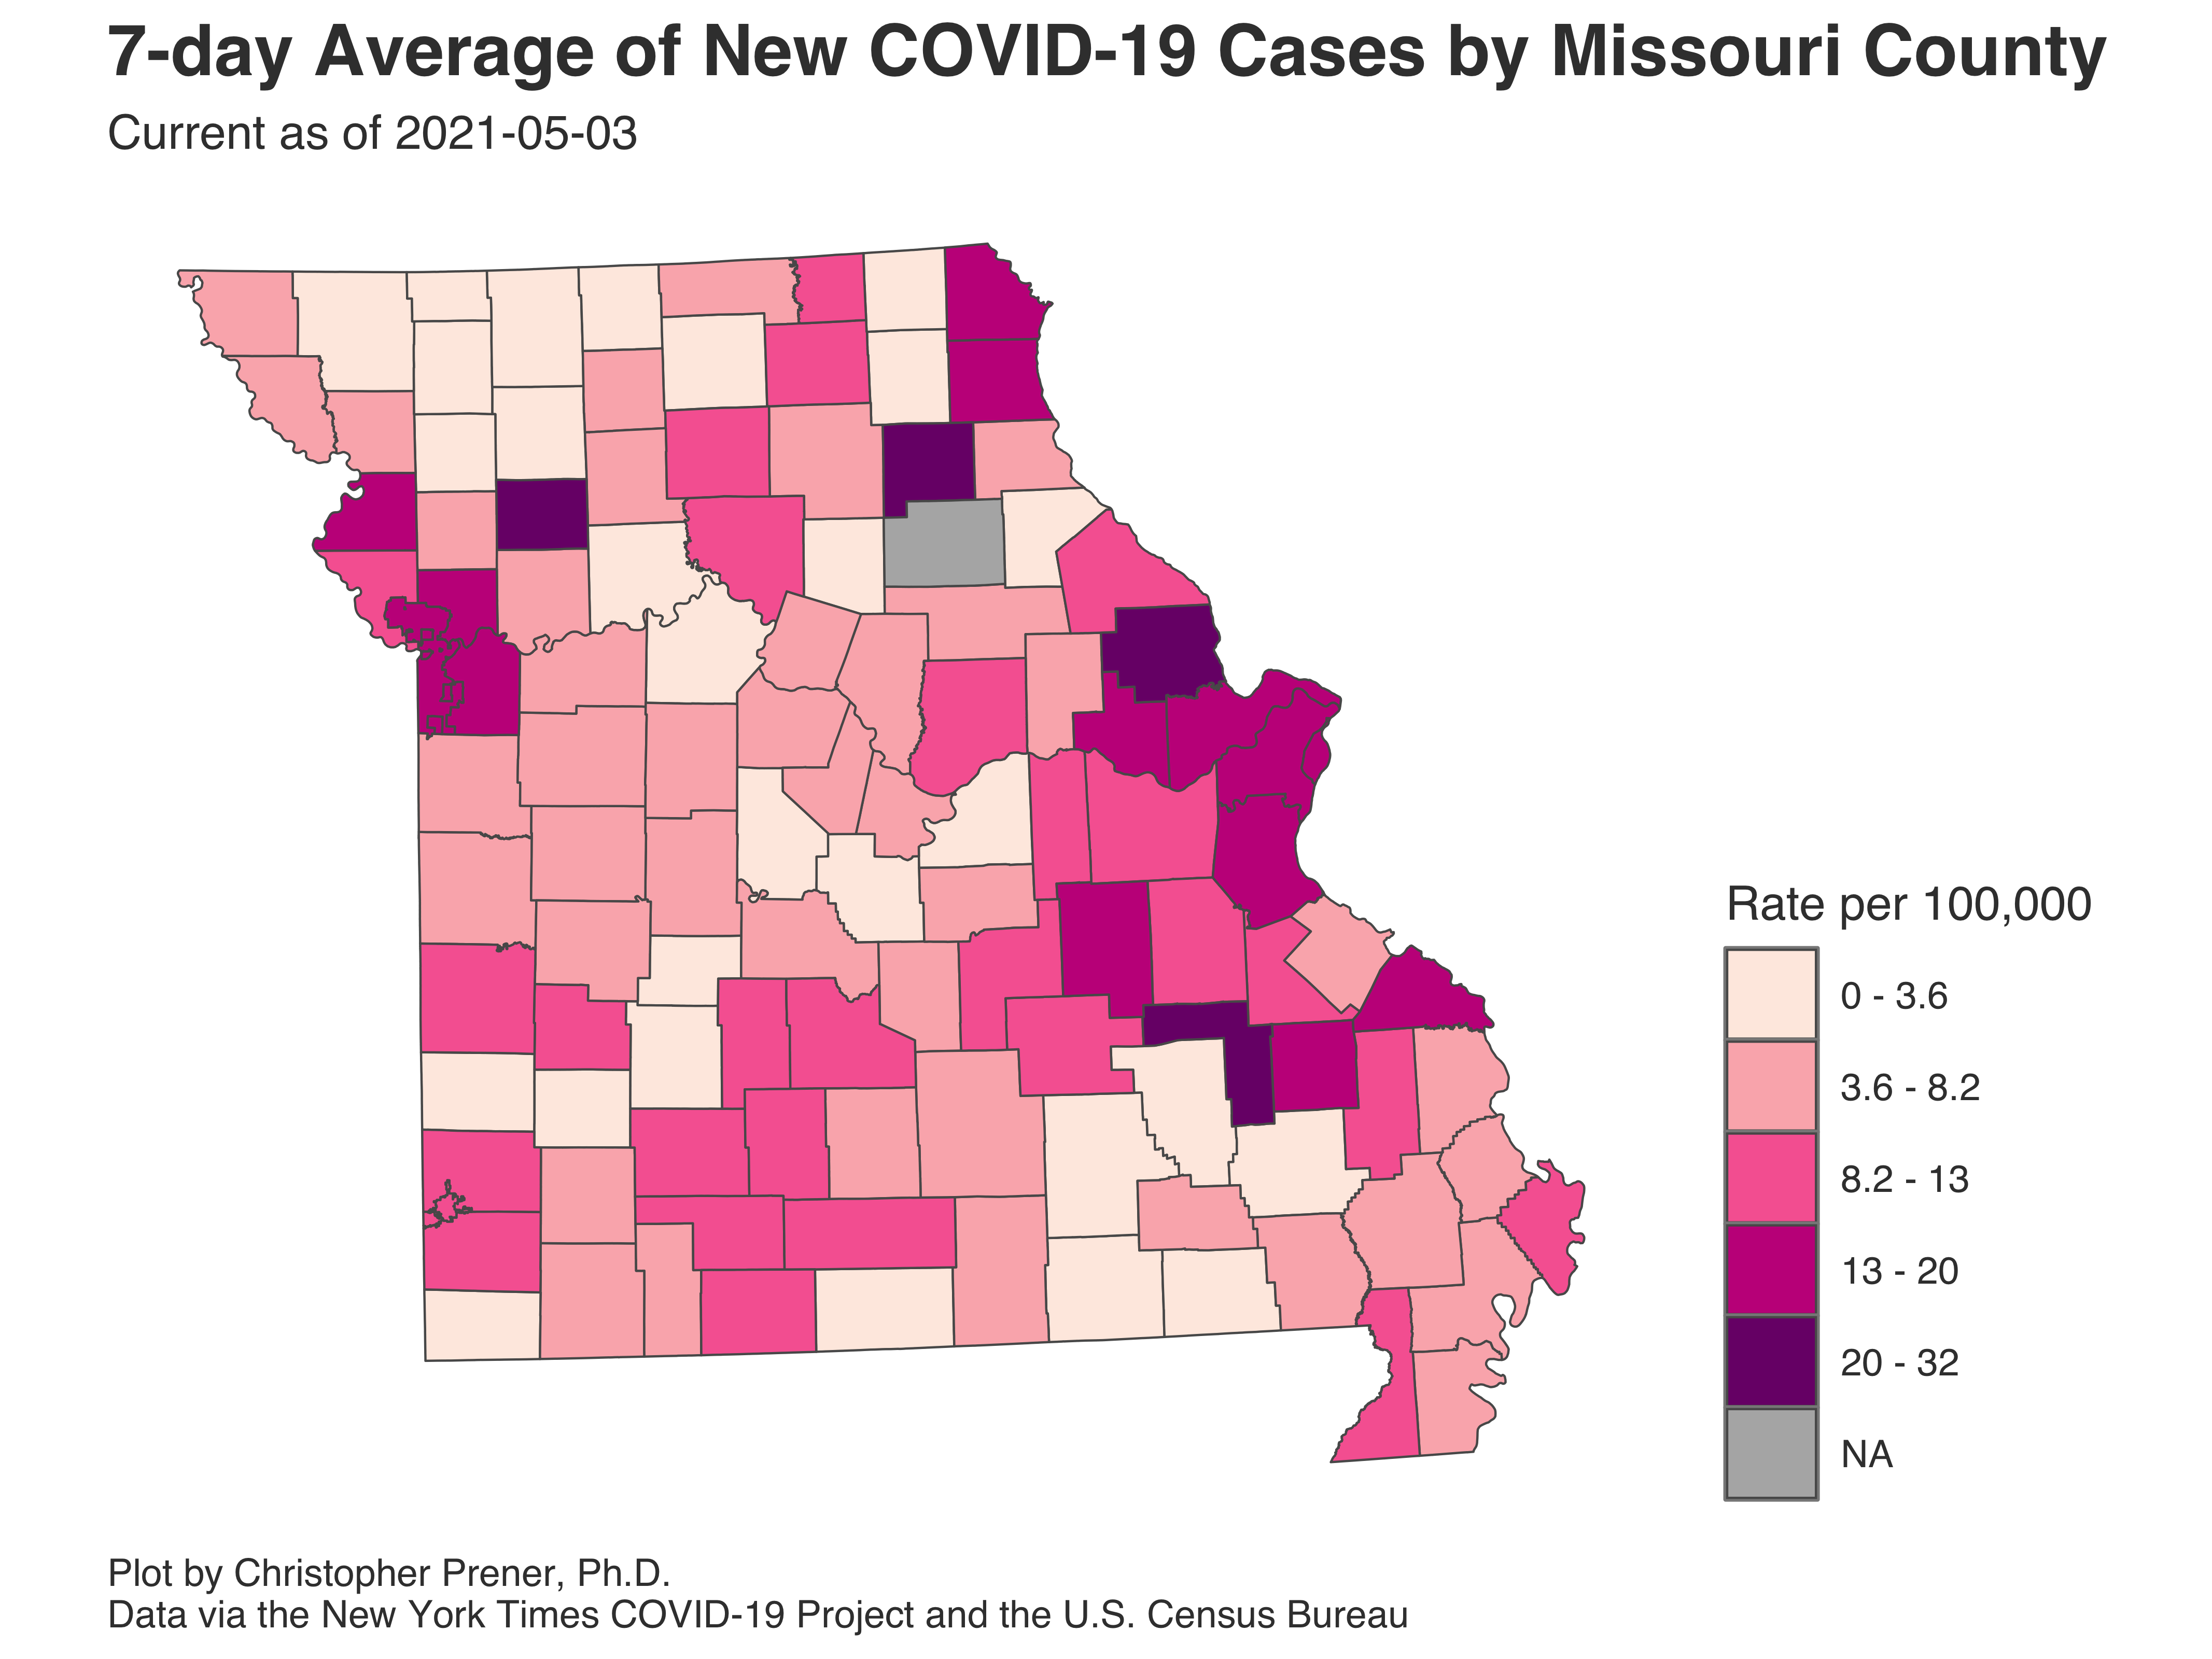 7-day Average of New COVID-19 Cases by Missouri County
Current as of 2021-05-03
Rate per 100,000
0 - 3.6
3.6 - 8.2
8.2 - 13
13 - 20
20 - 32
NA
Plot by Christopher Prener, Ph.D.
Data via the New York Times COVID-19 Project and the U.S. Census Bureau